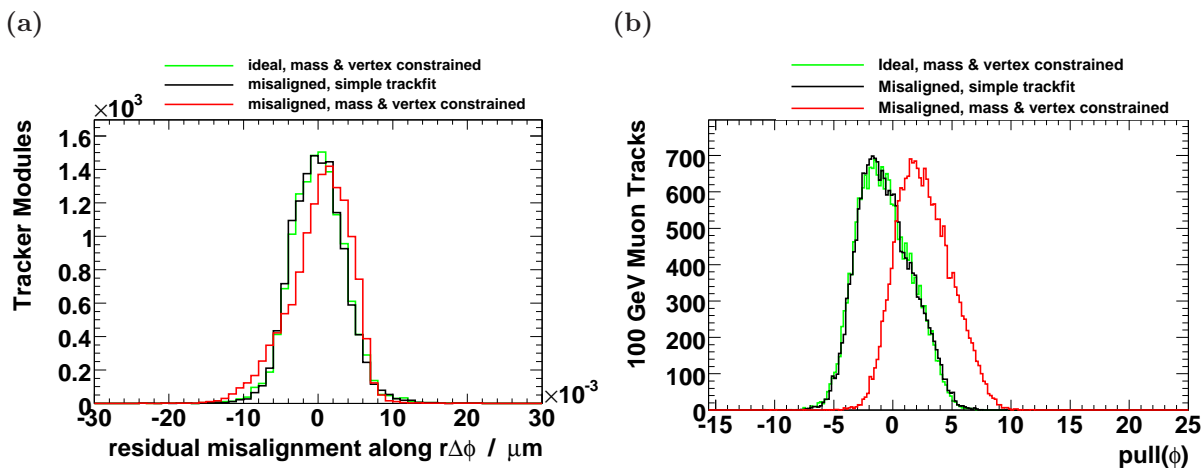 (a)
ideal, mass & vertex constrained
misaligned, simple trackfit
misaligned, mass & vertex constrained
×10³
Tracker Modules
1.6
1.4
1.2
1
0.8
0.6
0.4
0.2
0
-30 -20 -10 0 10 20 30
×10⁻³
residual misalignment along rΔϕ / μm
(b)
Ideal, mass & vertex constrained
Misaligned, simple trackfit
Misaligned, mass & vertex constrained
100 GeV Muon Tracks
700
600
500
400
300
200
100
0
-15 -10 -5 0 5 10 15 20 25
pull(ϕ)